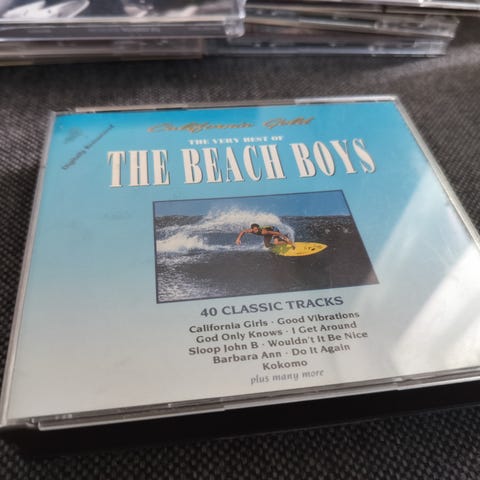 California Gold
Digitally Remastered
THE VERY BEST OF
THE BEACH BOYS
40 CLASSIC TRACKS
California Girls · Good Vibrations
God Only Knows · I Get Around
Sloop John B · Wouldn't It Be Nice
Barbara Ann · Do It Again
Kokomo
plus many more